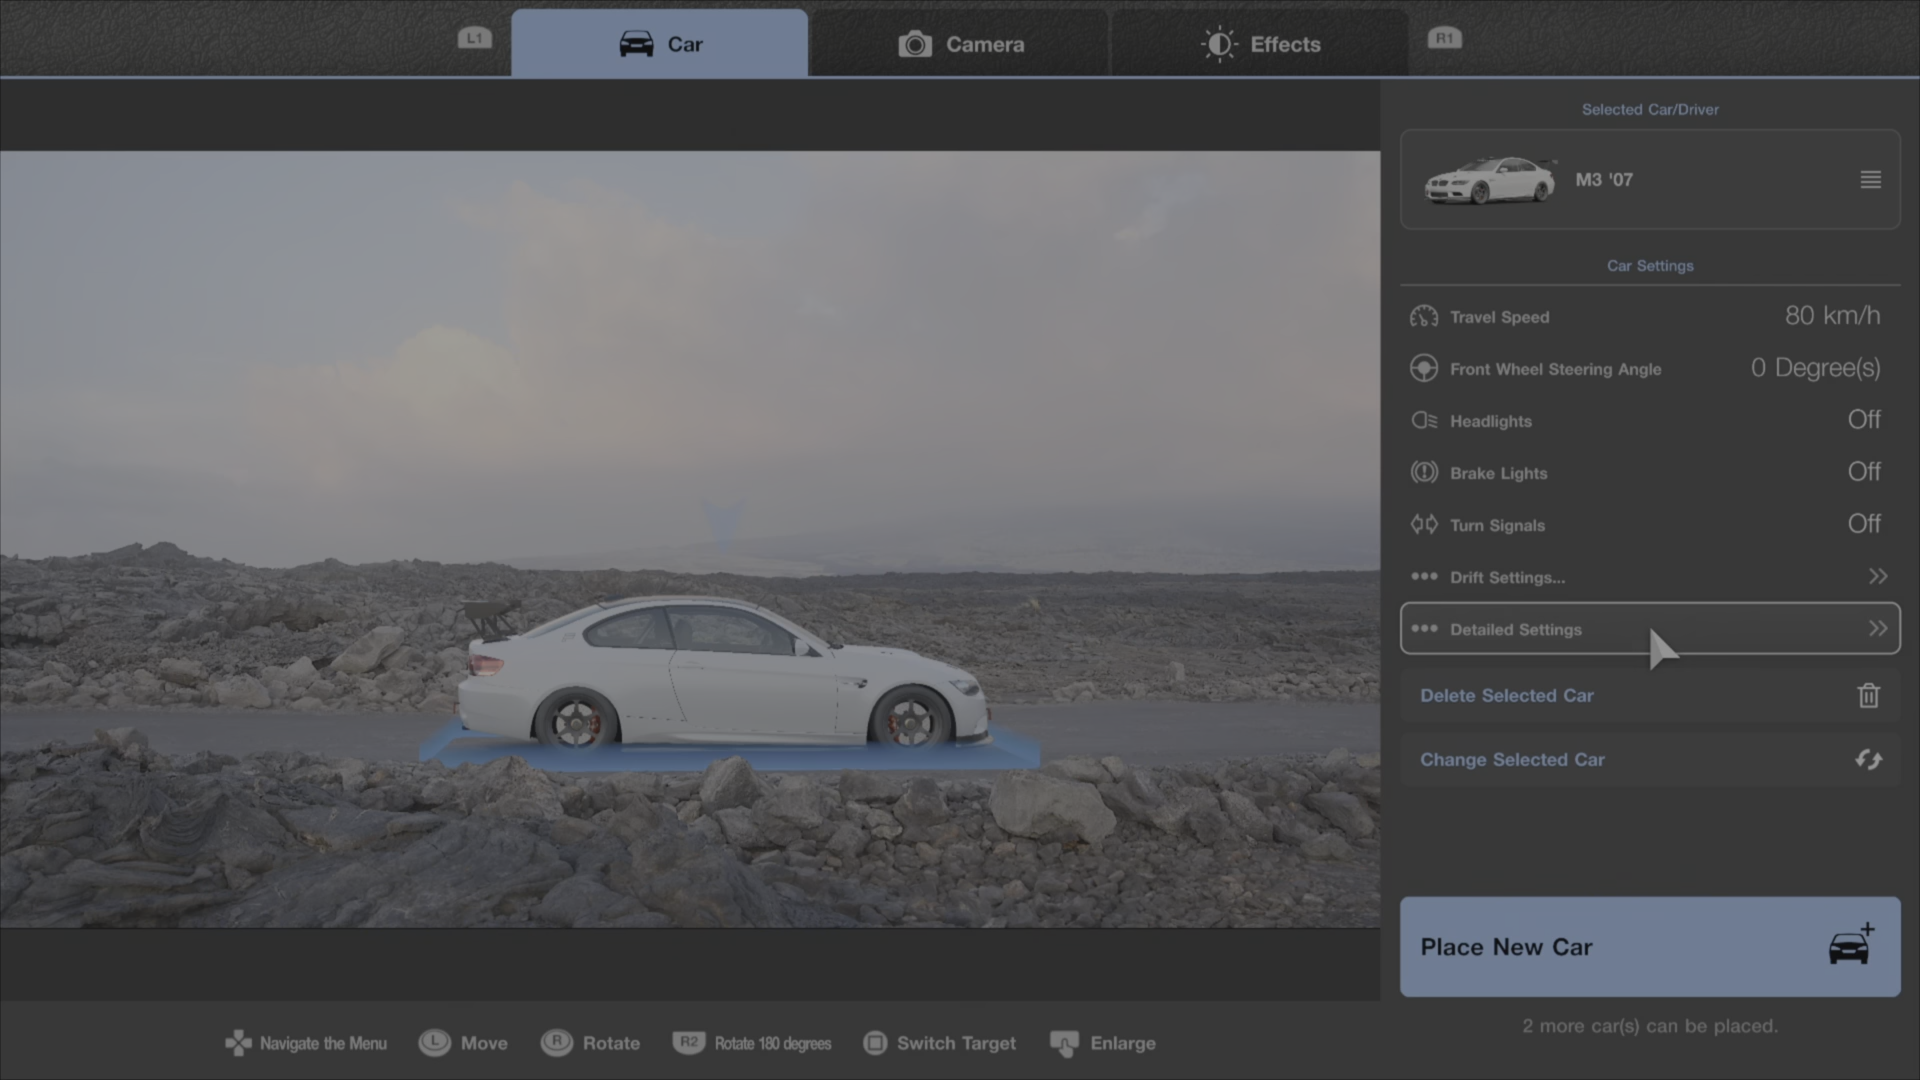 L1
Car
Camera
Effects
R1
Selected Car/Driver
M3 '07
Car Settings
Travel Speed 80 km/h
Front Wheel Steering Angle 0 Degree(s)
Headlights Off
Brake Lights Off
Turn Signals Off
Drift Settings...
Detailed Settings
Delete Selected Car
Change Selected Car
Place New Car
2 more car(s) can be placed.
Navigate the Menu
L Move
R Rotate
R2 Rotate 180 degrees
Switch Target
Enlarge